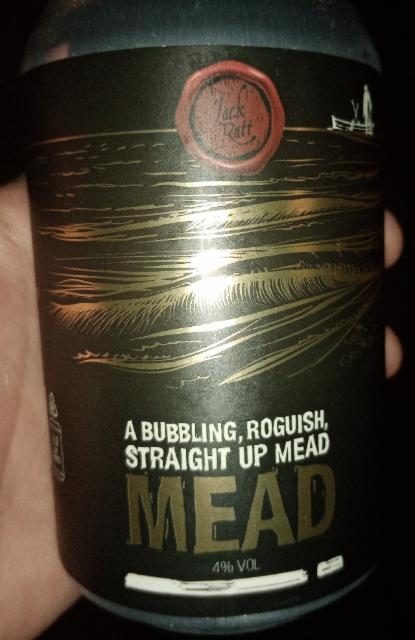 Jack
Ratt
A BUBBLING, ROGUISH,
STRAIGHT UP MEAD
MEAD
4% VOL